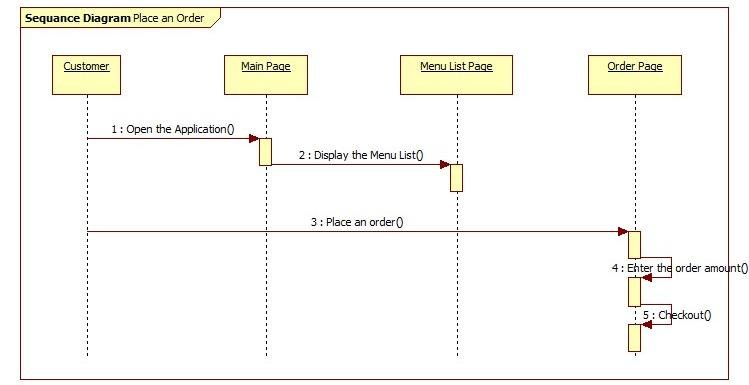 Sequance Diagram Place an Order
Customer
Main Page
Menu List Page
Order Page
1 : Open the Application()
2 : Display the Menu List()
3 : Place an order()
4 : Enter the order amount()
5 : Checkout()